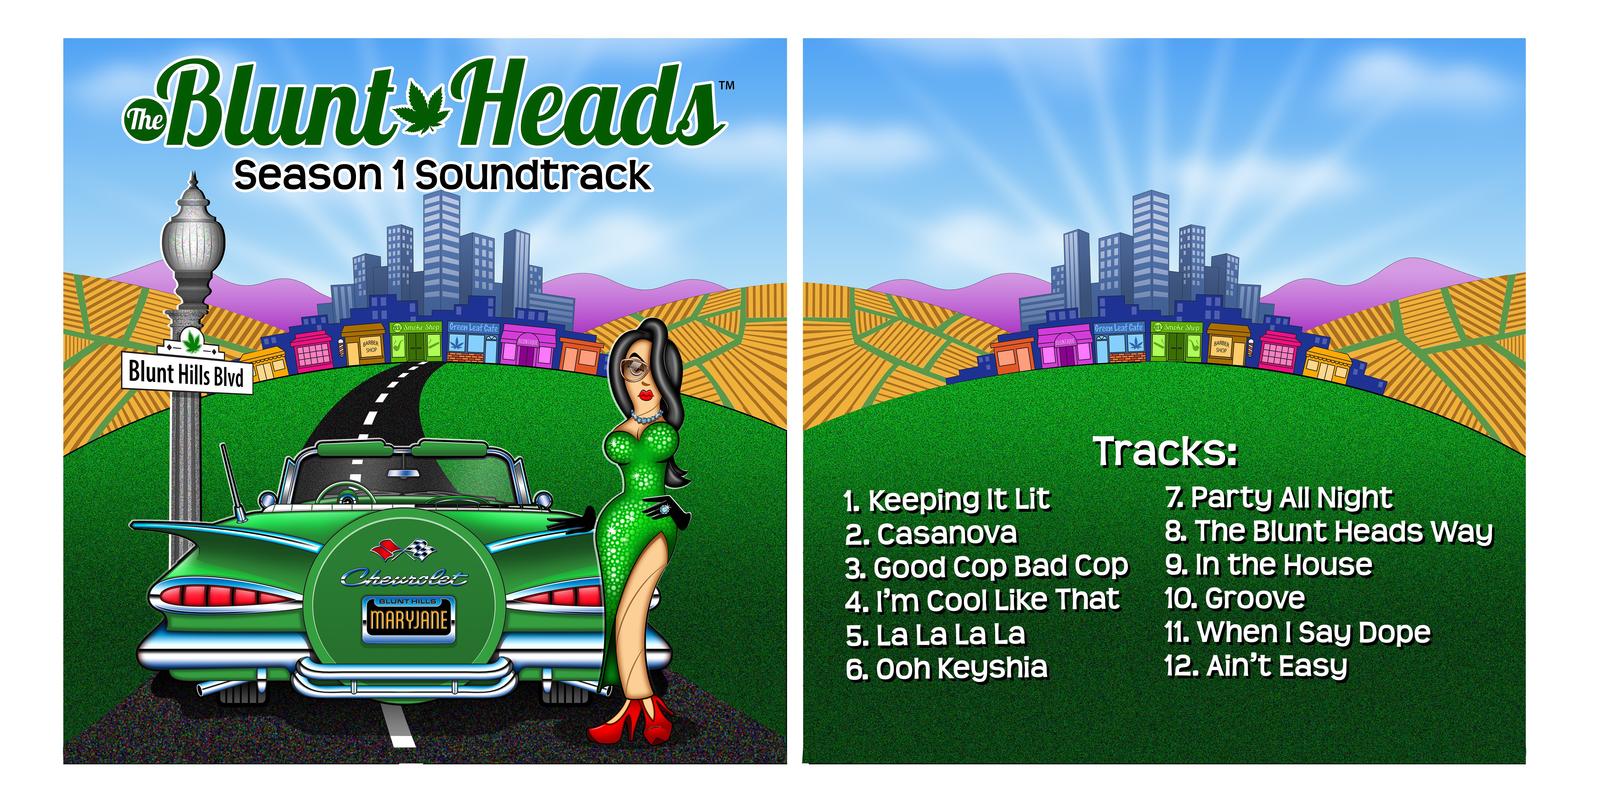 The Blunt Heads™
Season 1 Soundtrack
Blunt Hills Blvd
BARBER SHOP
Smoke Shop
Green Leaf Cafe
Chevrolet
BLUNT HILLS
MARYJANE
Green Leaf Cafe
Smoke Shop
BARBER SHOP
Tracks:
1. Keeping It Lit
2. Casanova
3. Good Cop Bad Cop
4. I'm Cool Like That
5. La La La La
6. Ooh Keyshia
7. Party All Night
8. The Blunt Heads Way
9. In the House
10. Groove
11. When I Say Dope
12. Ain't Easy